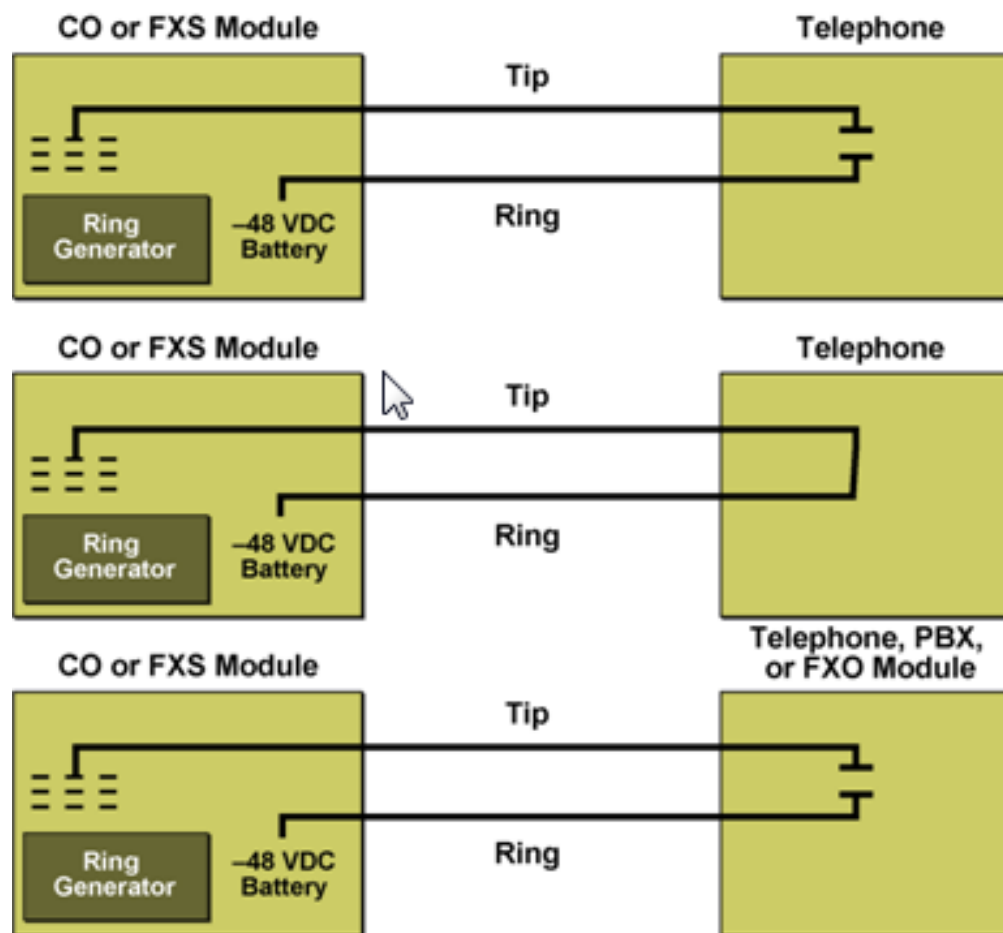 CO or FXS Module
Telephone
Tip
Ring
Generator
–48 VDC
Battery
Ring
CO or FXS Module
Telephone
Tip
Ring
Generator
–48 VDC
Battery
Ring
CO or FXS Module
Telephone, PBX,
or FXO Module
Tip
Ring
Generator
–48 VDC
Battery
Ring